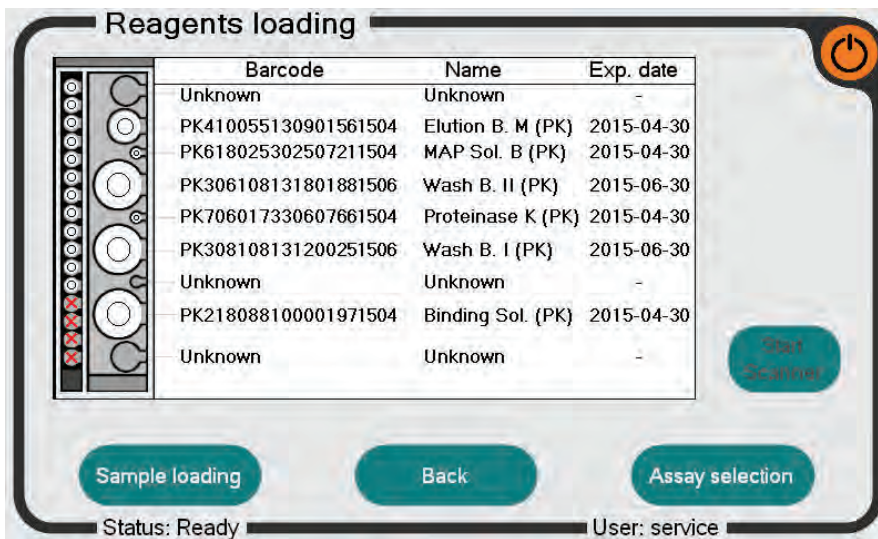 Reagents loading
Barcode Name Exp. date
Unknown Unknown -
PK410055130901561504 Elution B. M (PK) 2015-04-30
PK618025302507211504 MAP Sol. B (PK) 2015-04-30
PK306108131801881506 Wash B. II (PK) 2015-06-30
PK706017330607661504 Proteinase K (PK) 2015-04-30
PK308108131200251506 Wash B. I (PK) 2015-06-30
Unknown Unknown -
PK218088100001971504 Binding Sol. (PK) 2015-04-30
Unknown Unknown -
Start
Scanner
Sample loading Back Assay selection
Status: Ready User: service